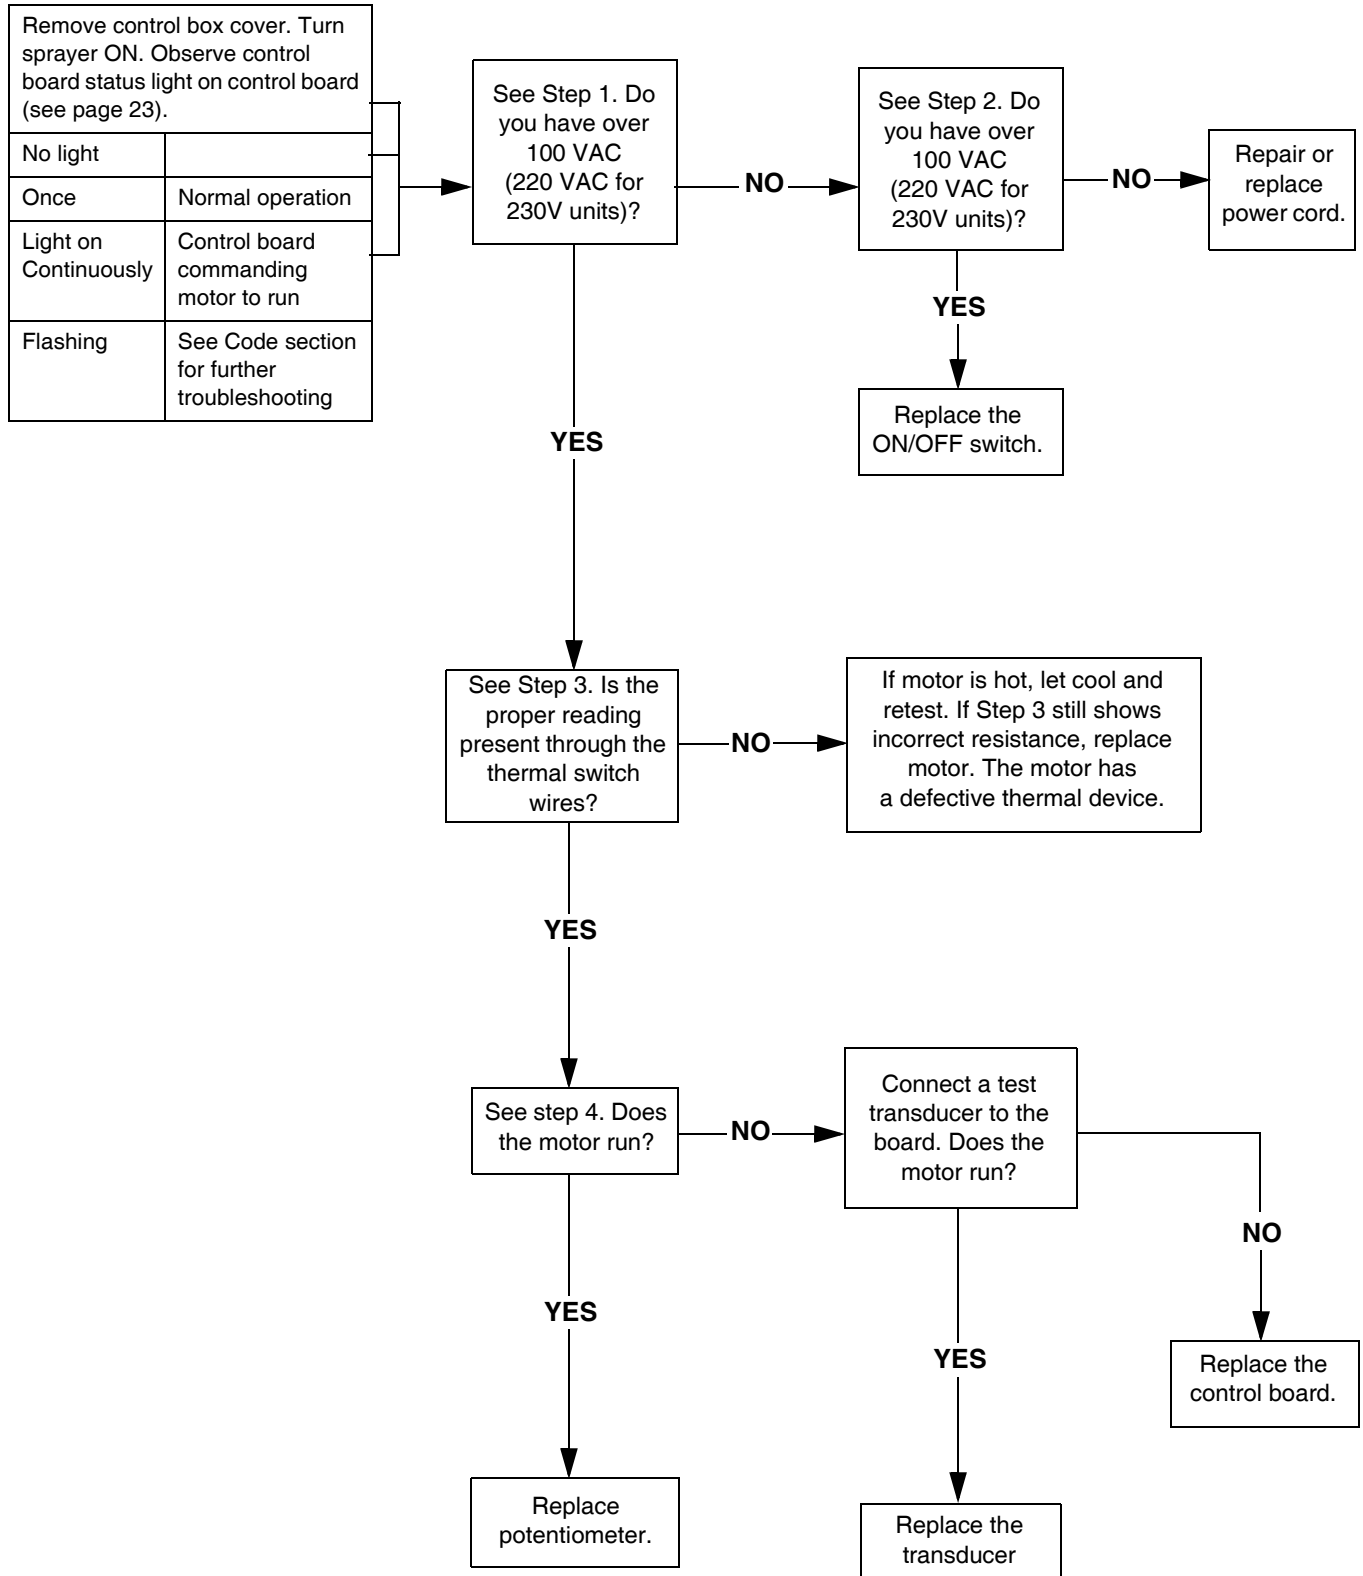 Remove control box cover. Turn
sprayer ON. Observe control
board status light on control board
(see page 23).
No light
Once
Normal operation
Light on
Continuously
Control board
commanding
motor to run
Flashing
See Code section
for further
troubleshooting
See Step 1. Do
you have over
100 VAC
(220 VAC for
230V units)?
NO
See Step 2. Do
you have over
100 VAC
(220 VAC for
230V units)?
NO
Repair or
replace
power cord.
YES
Replace the
ON/OFF switch.
YES
See Step 3. Is the
proper reading
present through the
thermal switch
wires?
NO
If motor is hot, let cool and
retest. If Step 3 still shows
incorrect resistance, replace
motor. The motor has
a defective thermal device.
YES
See step 4. Does
the motor run?
NO
Connect a test
transducer to the
board. Does the
motor run?
NO
Replace the
control board.
YES
Replace
potentiometer.
YES
Replace the
transducer